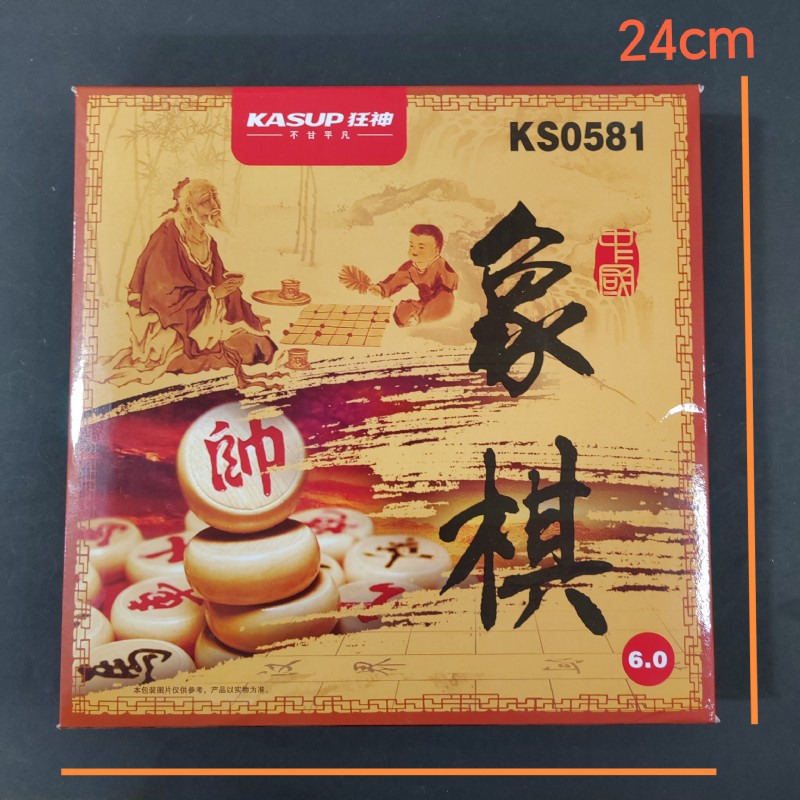 24cm
KASUP 狂神
不甘平凡
KS0581
中國
象棋
帥
6.0
本包装图片仅供参考，产品以实物为准。